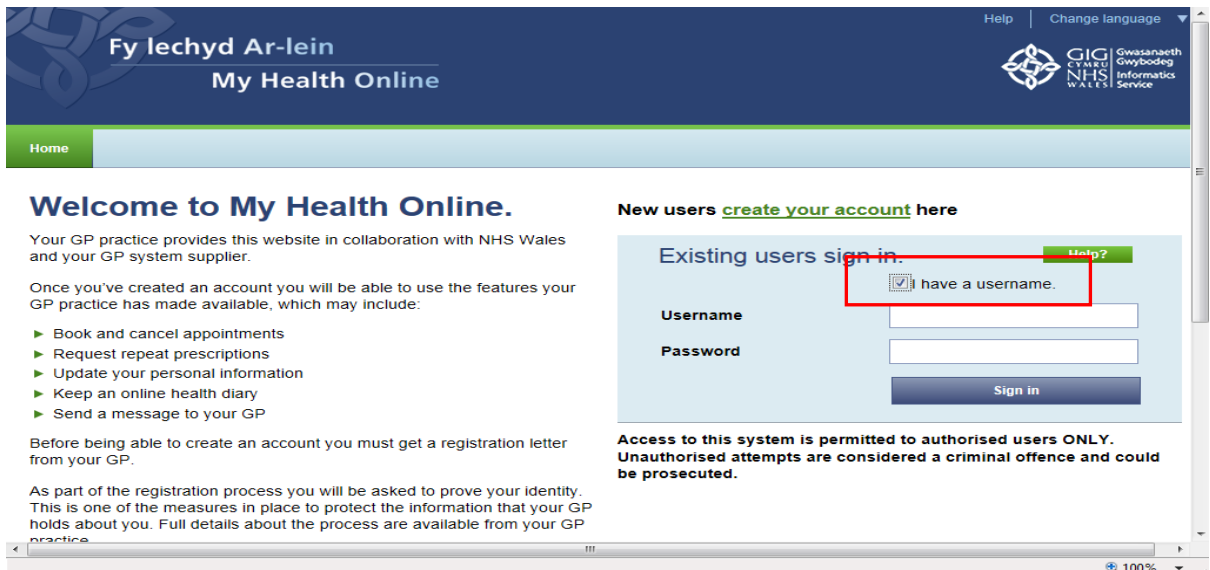 Help
Change language
Fy Iechyd Ar-lein
My Health Online
GIG
CYMRU
NHS
WALES
Gwasanaeth
Gwybodeg
Informatics
Service
Home
Welcome to My Health Online.
Your GP practice provides this website in collaboration with NHS Wales
and your GP system supplier.
Once you've created an account you will be able to use the features your
GP practice has made available, which may include:
Book and cancel appointments
Request repeat prescriptions
Update your personal information
Keep an online health diary
Send a message to your GP
Before being able to create an account you must get a registration letter
from your GP.
As part of the registration process you will be asked to prove your identity.
This is one of the measures in place to protect the information that your GP
holds about you. Full details about the process are available from your GP
practice
New users create your account here
Existing users sign in.
Help?
I have a username.
Username
Password
Sign in
Access to this system is permitted to authorised users ONLY.
Unauthorised attempts are considered a criminal offence and could
be prosecuted.
100%